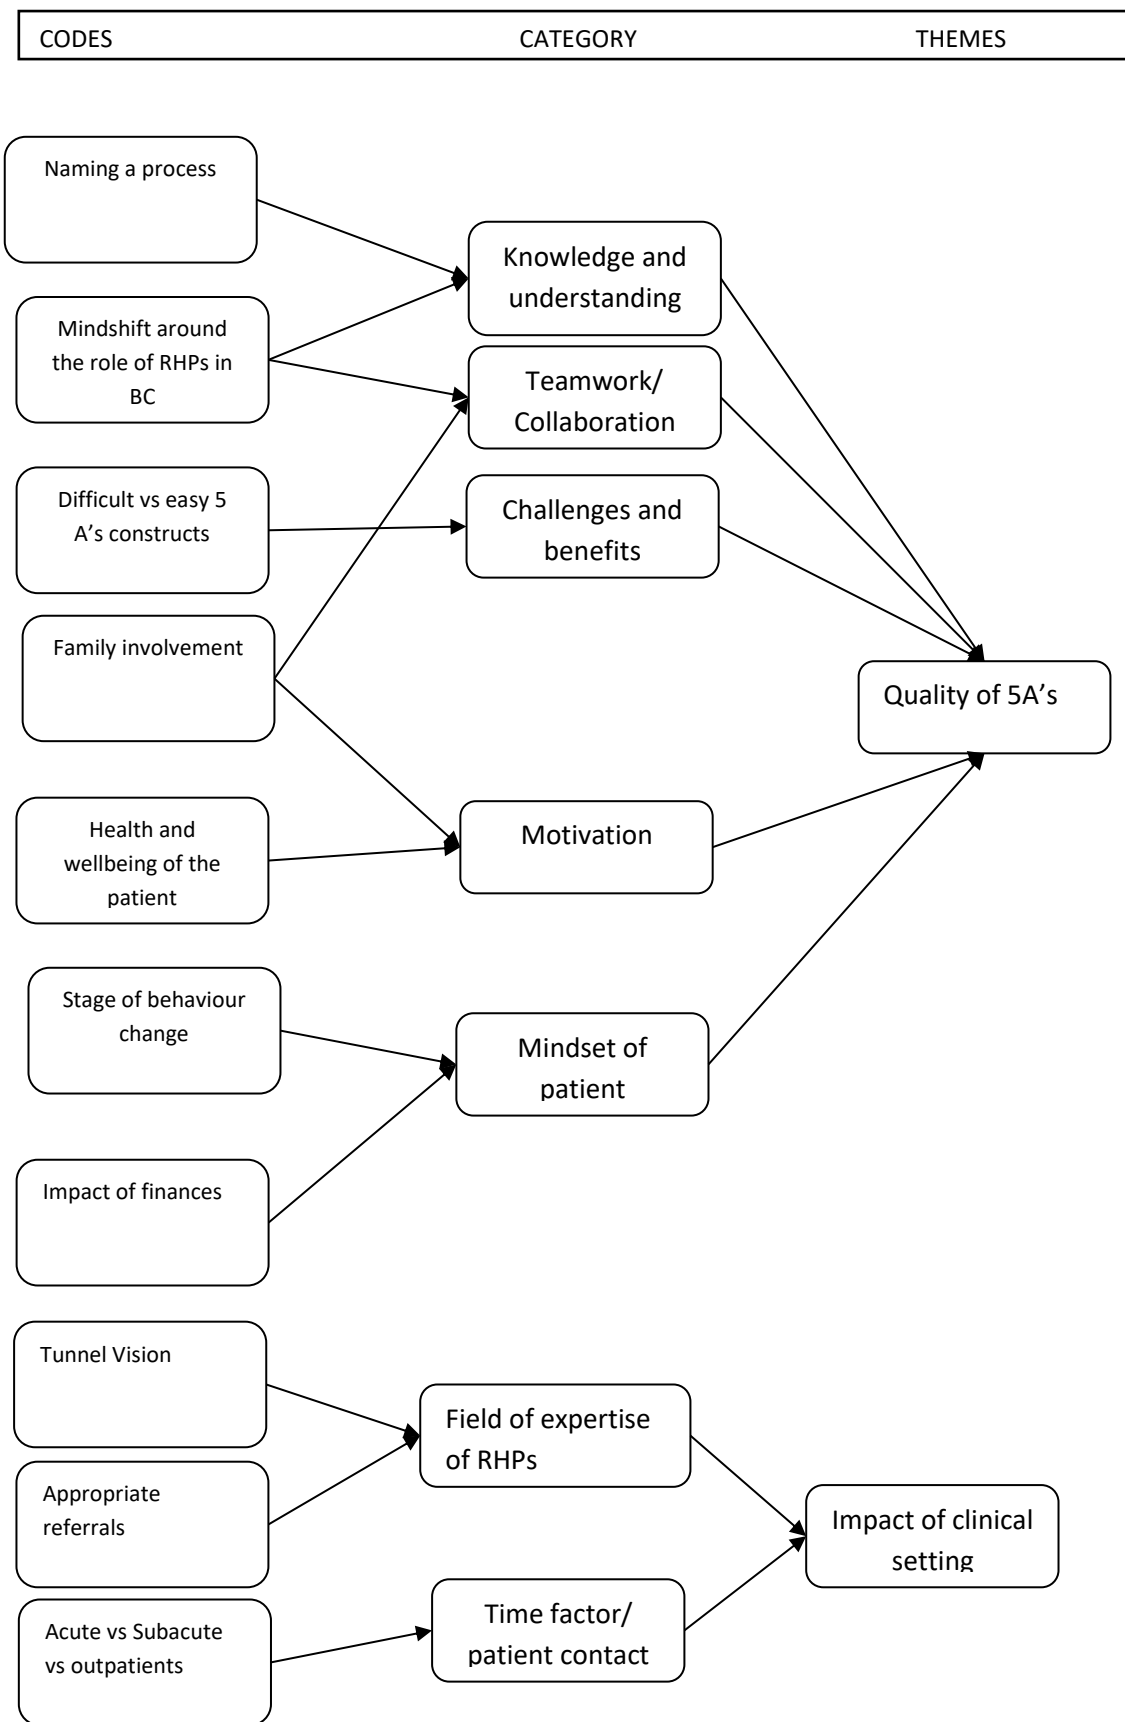 CODES CATEGORY THEMES
Naming a process
Mindshift around
the role of RHPs in
BC
Difficult vs easy 5
A’s constructs
Family involvement
Health and
wellbeing of the
patient
Stage of behaviour
change
Impact of finances
Tunnel Vision
Appropriate
referrals
Acute vs Subacute
vs outpatients
Knowledge and
understanding
Teamwork/
Collaboration
Challenges and
benefits
Motivation
Mindset of
patient
Field of expertise
of RHPs
Time factor/
patient contact
Quality of 5A’s
Impact of clinical
setting